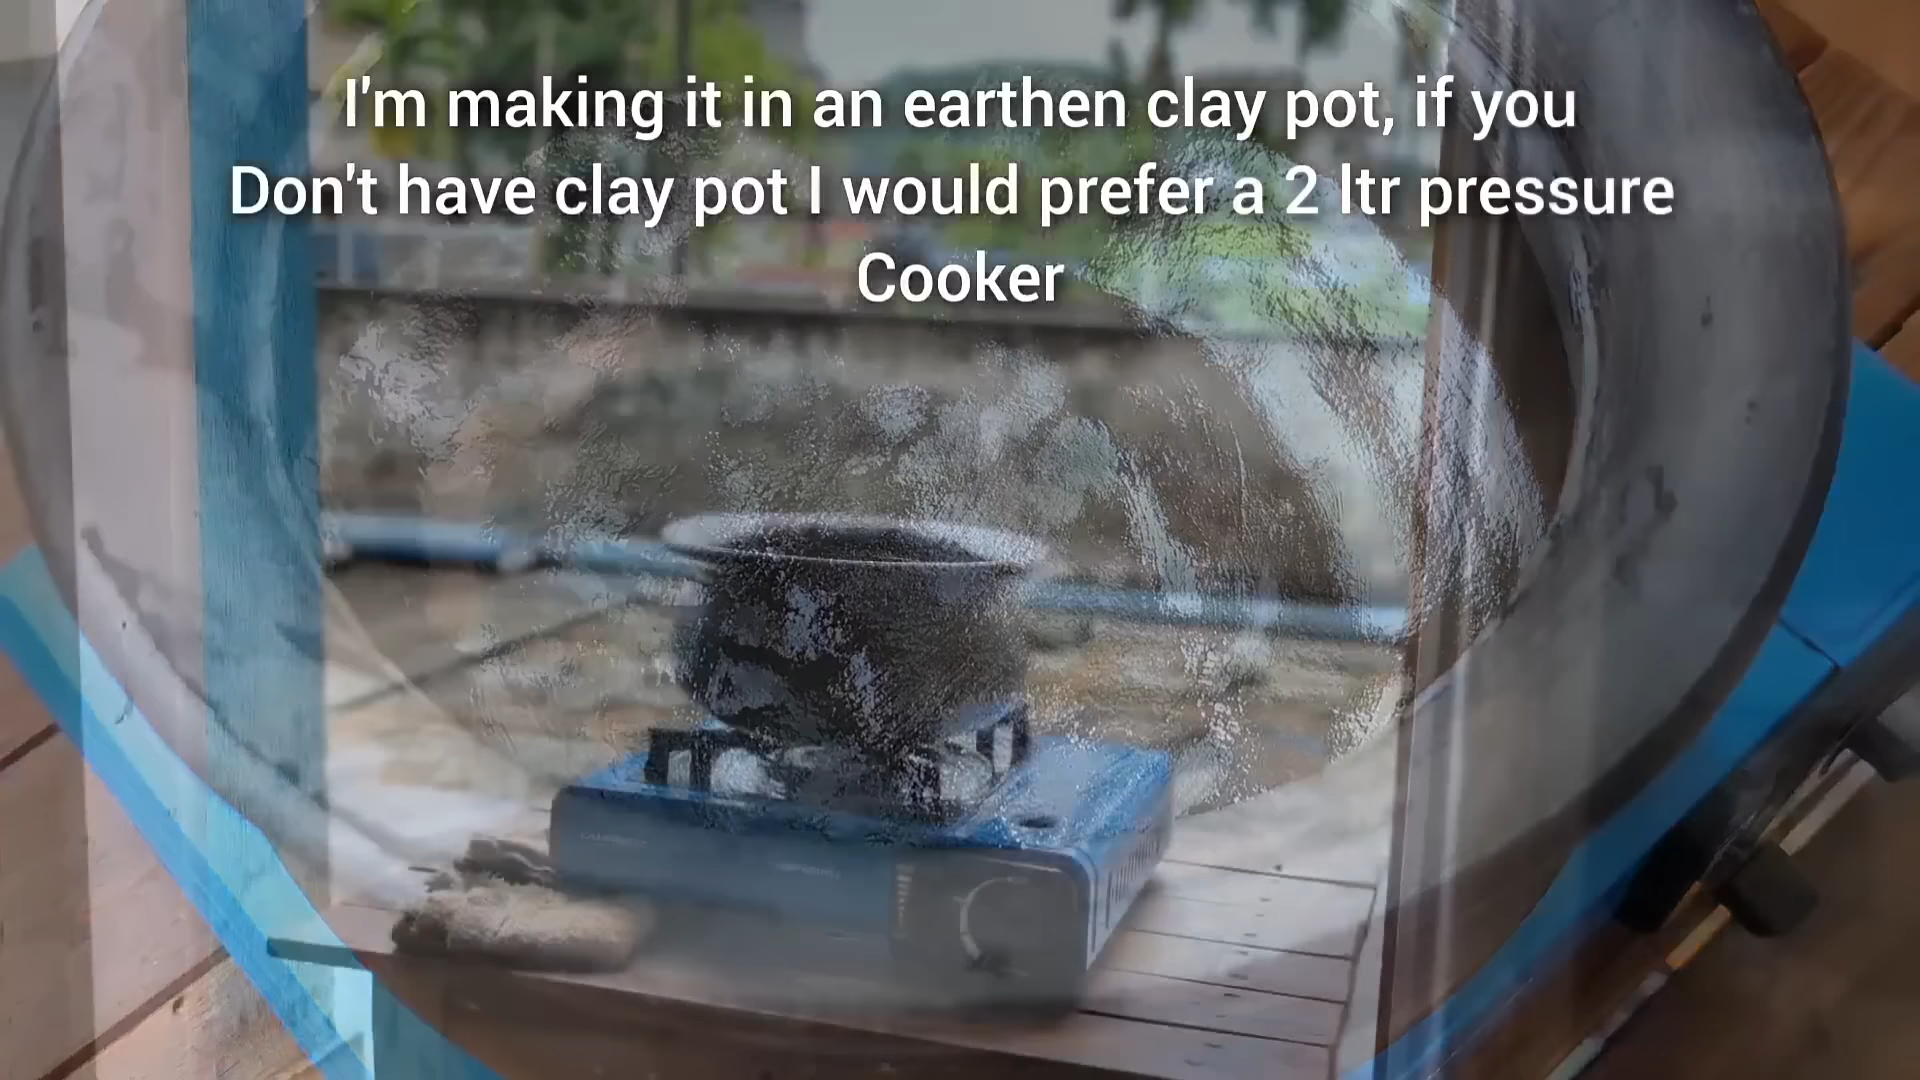 I'm making it in an earthen clay pot, if you
Don't have clay pot I would prefer a 2 ltr pressure
Cooker